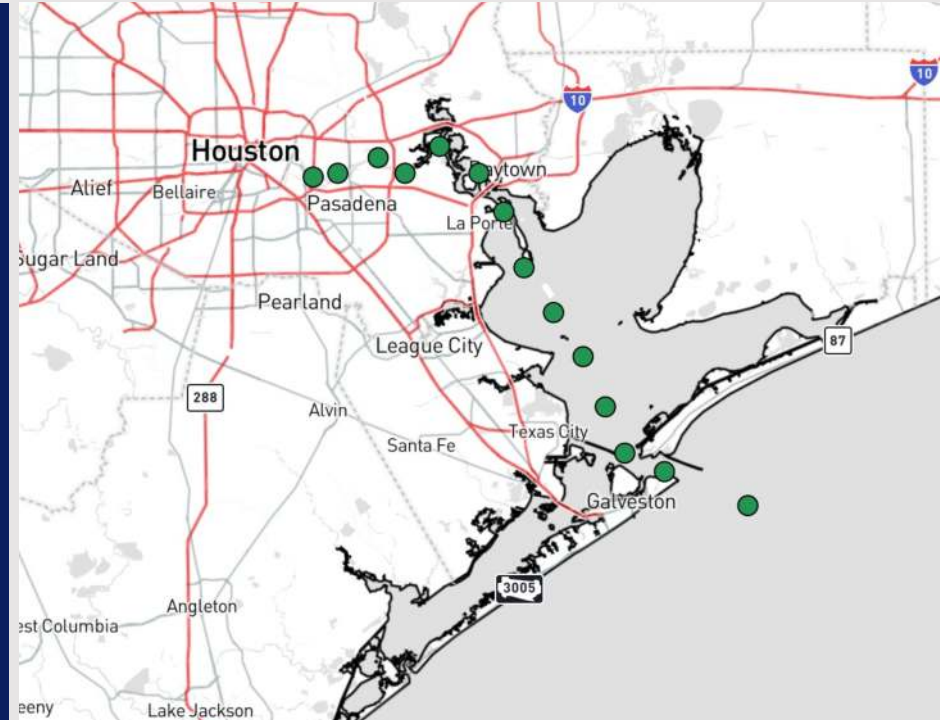 10
10
Houston
aytown
Alief
Bellaire
Pasadena
La Porte
Sugar Land
Pearland
87
League City
288
Alvin
Texas City
Santa Fe
Galveston
3005
Angleton
est Columbia
eeny
Lake Jackson